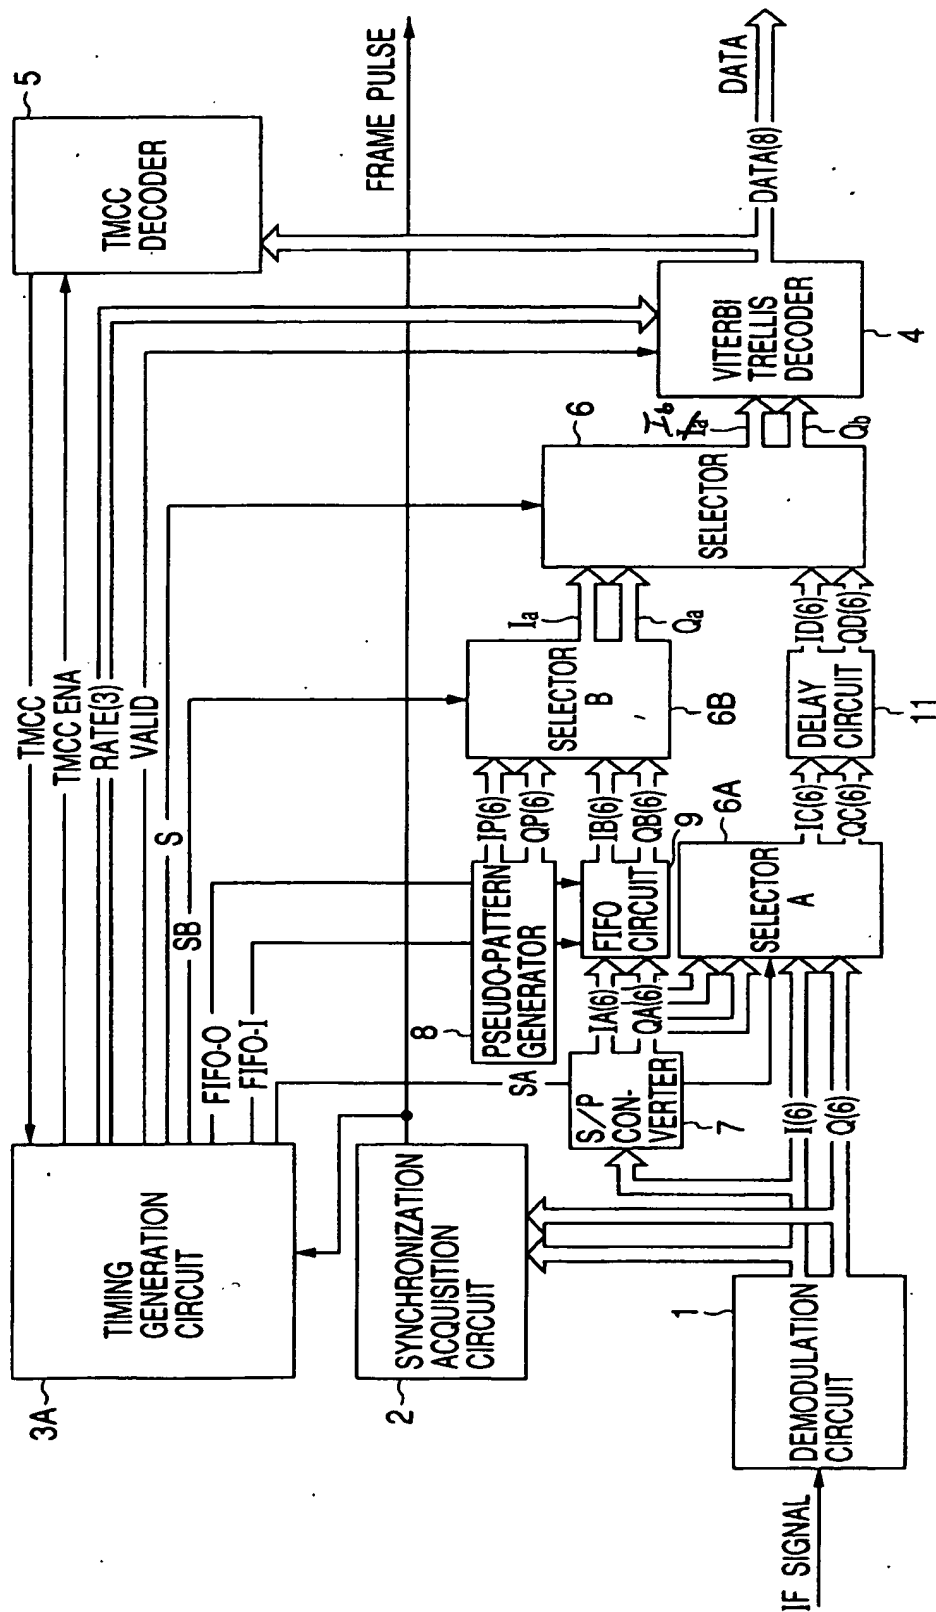 3A
TIMING
GENERATION
CIRCUIT
TMCC
TMCC ENA
RATE(3)
VALID
S
SB
FIFO-O
FIFO-I
SA
5
TMCC
DECODER
2
SYNCHRONIZATION
ACQUISITION
CIRCUIT
FRAME PULSE
8
PSEUDO-PATTERN
GENERATOR
IP(6)
QP(6)
SELECTOR
B
6B
Ia
Qa
7
S/P
CON-
VERTER
IA(6)
QA(6)
FIFO
CIRCUIT
9
IB(6)
QB(6)
6
SELECTOR
Ib
Ia
Qb
VITERBI
TRELLIS
DECODER
4
DATA(8)
DATA
IF SIGNAL
1
DEMODULATION
CIRCUIT
I(6)
Q(6)
SELECTOR
A
6A
IC(6)
QC(6)
DELAY
CIRCUIT
11
ID(6)
QD(6)